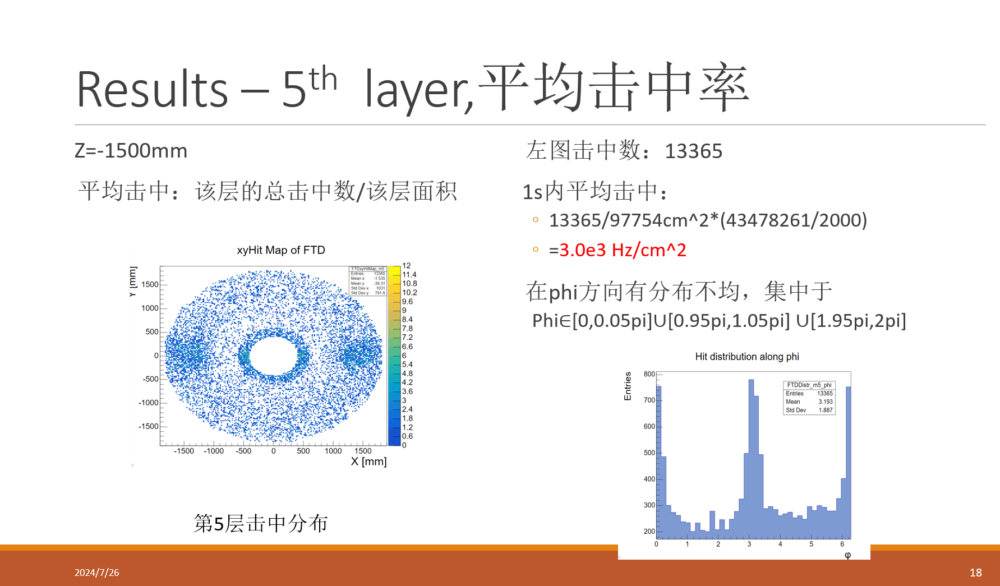 Results – 5th layer,平均击中率
Z=-1500mm
平均击中：该层的总击中数/该层面积
xyHit Map of FTD
FTDxyHitMap_m5
Entries 13365
Mean x -1.535
Mean y -39.31
Std Dev x 1031
Std Dev y 791.6
Y [mm]
1500
1000
500
0
-500
-1000
-1500
-1500 -1000 -500 0 500 1000 1500
X [mm]
12
11.4
10.8
10.2
9.6
9
8.4
7.8
7.2
6.6
6
5.4
4.8
4.2
3.6
3
2.4
1.8
1.2
0.6
0
第5层击中分布
左图击中数：13365
1s内平均击中：
13365/97754cm^2*(43478261/2000)
=3.0e3 Hz/cm^2
在phi方向有分布不均，集中于
Phi∈[0,0.05pi]∪[0.95pi,1.05pi] ∪[1.95pi,2pi]
Hit distribution along phi
Entries
800
700
600
500
400
300
200
FTDDistr_m5_phi
Entries 13365
Mean 3.193
Std Dev 1.887
0 1 2 3 4 5 6
φ
2024/7/26
18